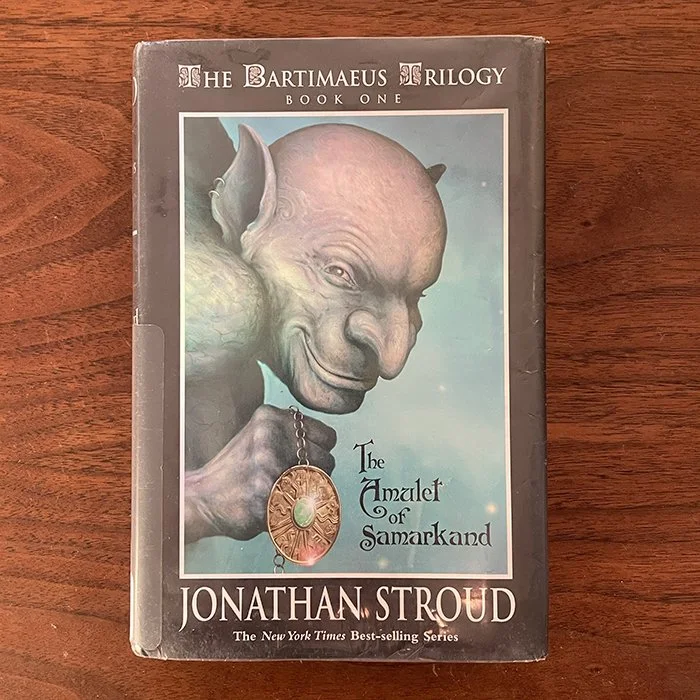 THE BARTIMAEUS TRILOGY
BOOK ONE
The
Amulet
of
Samarkand
JONATHAN STROUD
The New York Times Best-selling Series